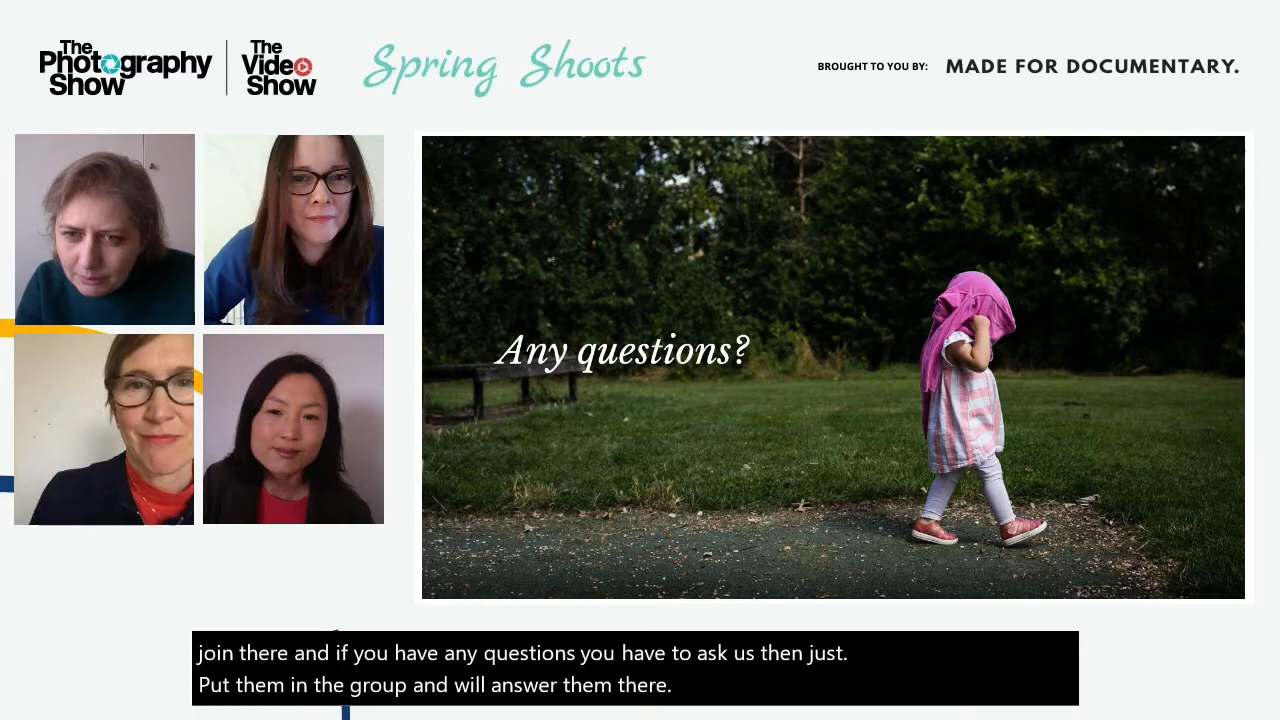 The
Photography
Show
The
Video
Show
Spring Shoots
BROUGHT TO YOU BY:
MADE FOR DOCUMENTARY.
Any questions?
join there and if you have any questions you have to ask us then just.
Put them in the group and will answer them there.